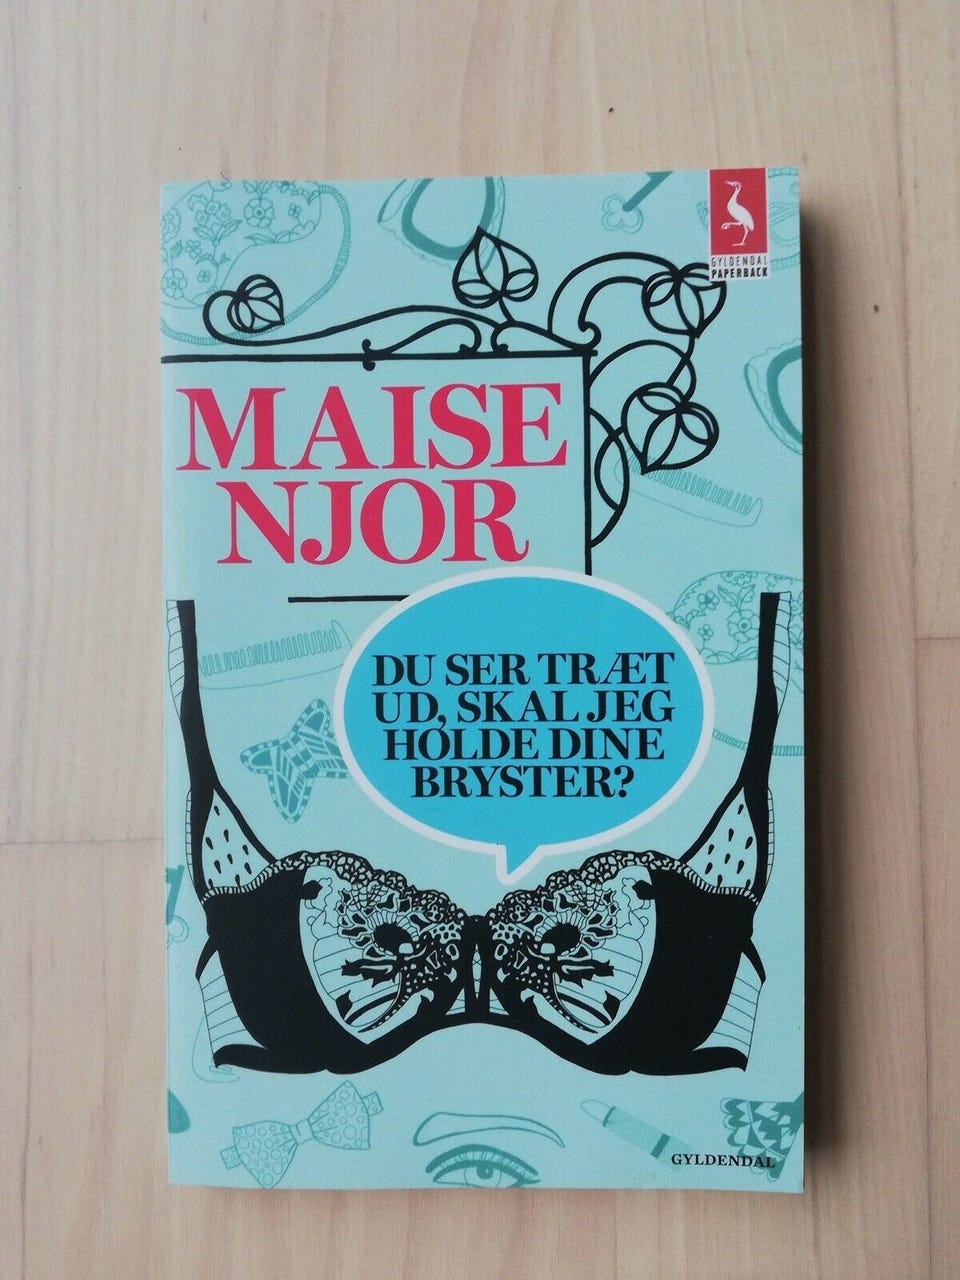 GYLDENDAL
PAPERBACK
MAISE
NJOR
DU SER TRÆT
UD, SKAL JEG
HOLDE DINE
BRYSTER?
GYLDENDAL